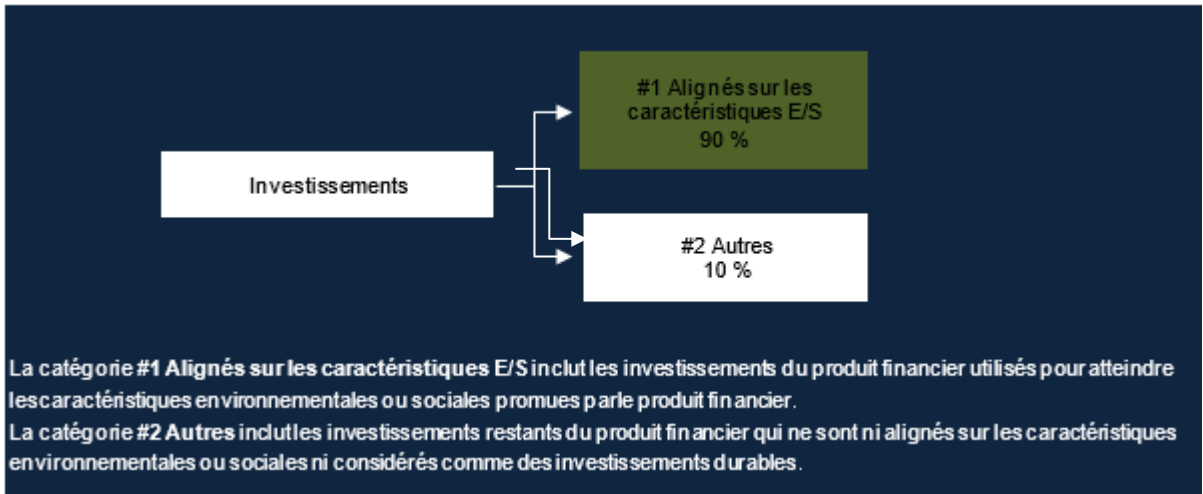 #1 Alignés sur les
caractéristiques E/S
90 %
Investissements
#2 Autres
10 %
La catégorie #1 Alignés sur les caractéristiques E/S inclut les investissements du produit financier utilisés pour atteindre
les caractéristiques environnementales ou sociales promues par le produit financier.
La catégorie #2 Autres inclut les investissements restants du produit financier qui ne sont ni alignés sur les caractéristiques
environnementales ou sociales ni considérés comme des investissements durables.